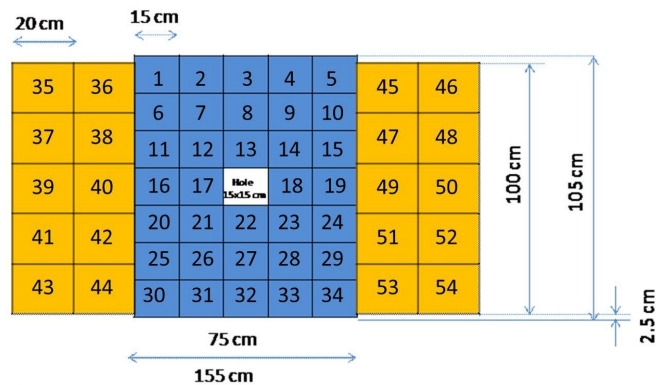 20 cm
15 cm
35 36 1 2 3 4 5 45 46
6 7 8 9 10
37 38 11 12 13 14 15 47 48
39 40 16 17 Hole 18 19 49 50
15x15 cm
41 42 20 21 22 23 24 51 52
25 26 27 28 29
43 44 30 31 32 33 34 53 54
100 cm
105 cm
2.5 cm
75 cm
155 cm